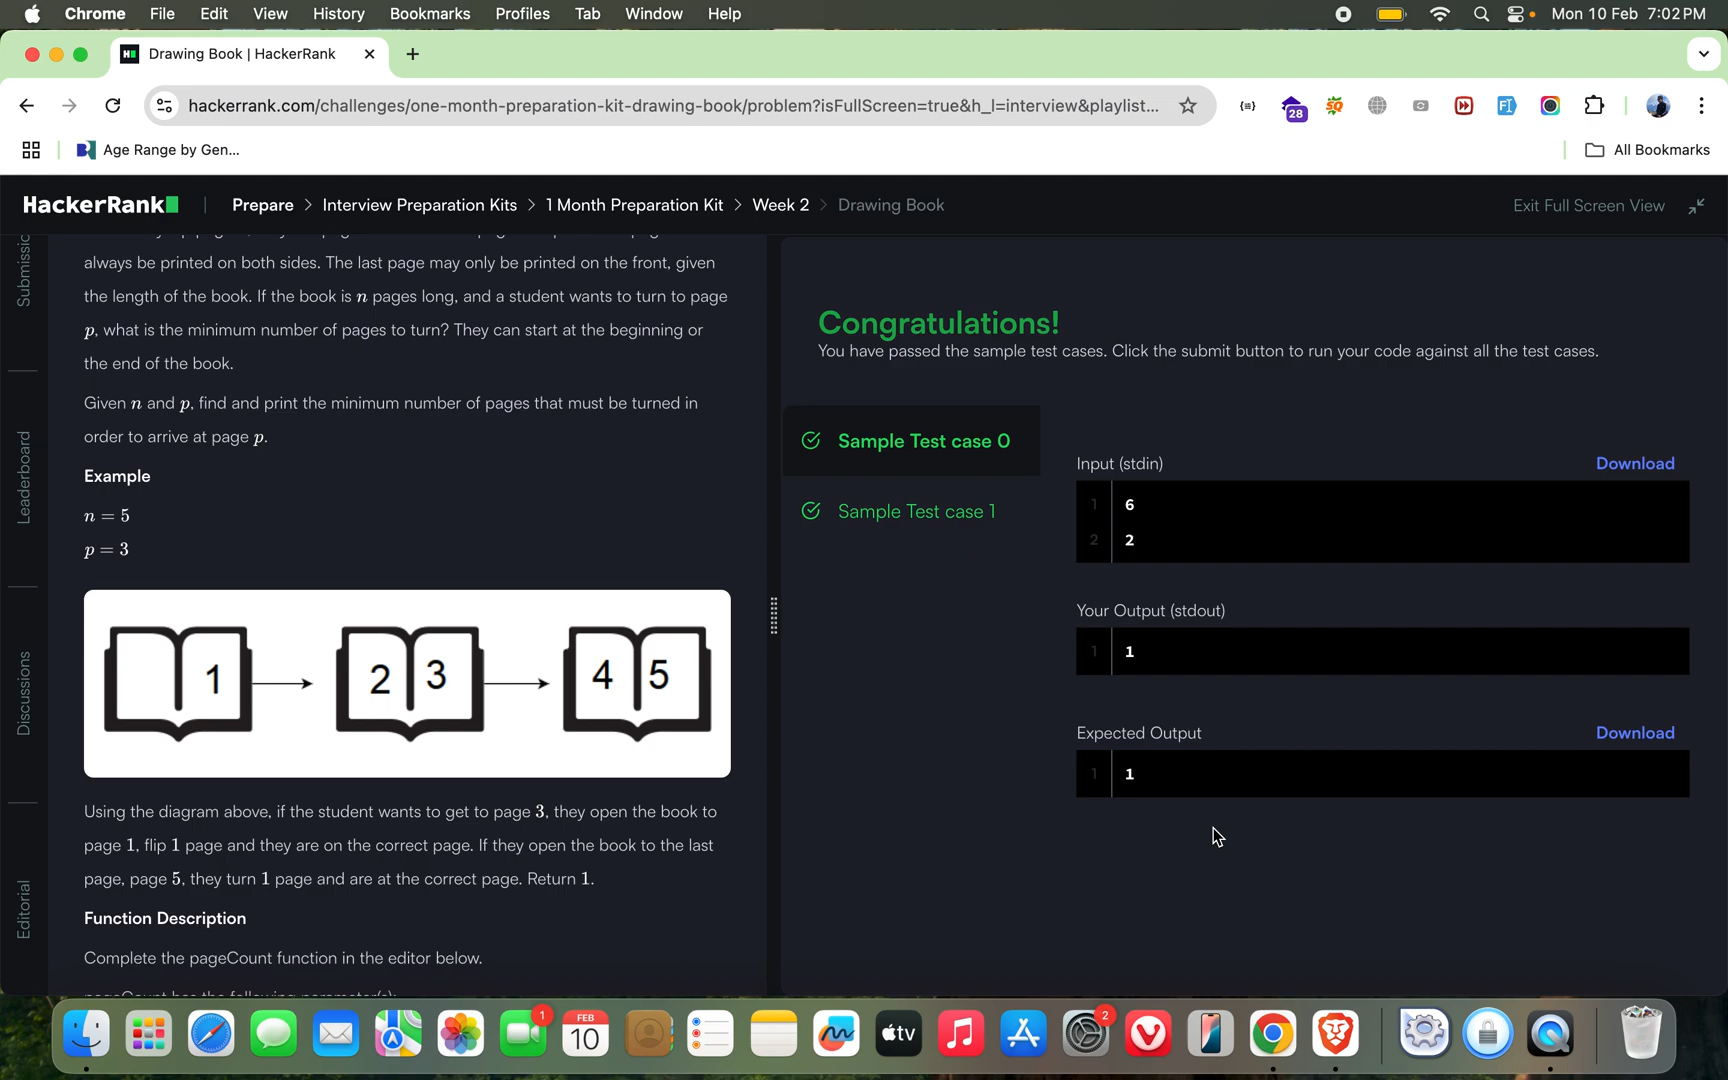 Chrome File Edit View History Bookmarks Profiles Tab Window Help
Mon 10 Feb 7:02 PM
Drawing Book | HackerRank
hackerrank.com/challenges/one-month-preparation-kit-drawing-book/problem?isFullScreen=true&h_l=interview&playlist...
28
Age Range by Gen...
All Bookmarks
HackerRank
Prepare > Interview Preparation Kits > 1 Month Preparation Kit > Week 2 > Drawing Book
Exit Full Screen View
Leaderboard
Discussions
Editorial
always be printed on both sides. The last page may only be printed on the front, given
the length of the book. If the book is n pages long, and a student wants to turn to page
p, what is the minimum number of pages to turn? They can start at the beginning or
the end of the book.
Given n and p, find and print the minimum number of pages that must be turned in
order to arrive at page p.
Example
n = 5
p = 3
1 2 3 4 5
Using the diagram above, if the student wants to get to page 3, they open the book to
page 1, flip 1 page and they are on the correct page. If they open the book to the last
page, page 5, they turn 1 page and are at the correct page. Return 1.
Function Description
Complete the pageCount function in the editor below.
Congratulations!
You have passed the sample test cases. Click the submit button to run your code against all the test cases.
Sample Test case 0
Sample Test case 1
Input (stdin)
Download
1 6
2 2
Your Output (stdout)
1 1
Expected Output
Download
1 1
1
FEB
10
tv
2